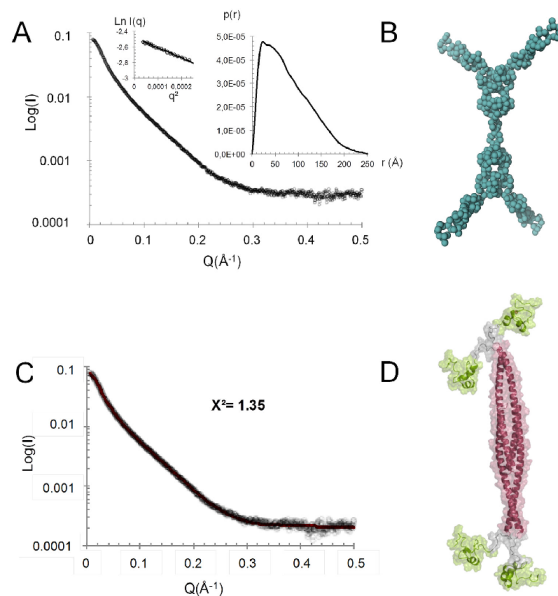 A
Ln I(q)
-2,4
-2,6
-2,8
-3
0,0001 0,0002
q²
p(r)
5,0E-05
4,0E-05
3,0E-05
2,0E-05
1,0E-05
0,0E+00
0 50 100 150 200 250 r (Å)
Log(I)
0.1
0.01
0.001
0.0001
0 0.1 0.2 0.3 0.4 0.5
Q(Å⁻¹)
B
C
X²= 1.35
Log(I)
0.1
0.01
0.001
0.0001
0 0.1 0.2 0.3 0.4 0.5
Q(Å⁻¹)
D